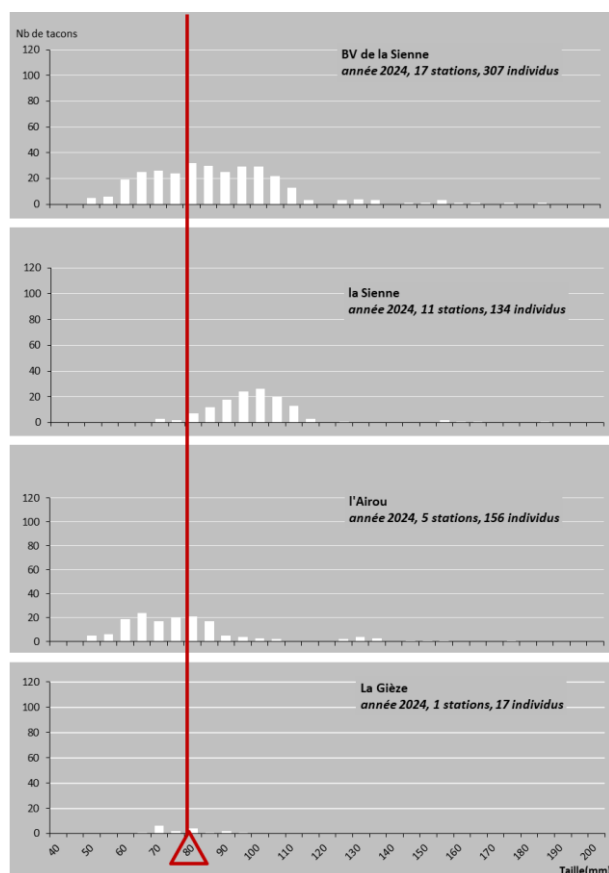 Nb de tacons
BV de la Sienne
année 2024, 17 stations, 307 individus
120
100
80
60
40
20
0
la Sienne
année 2024, 11 stations, 134 individus
120
100
80
60
40
20
0
l'Airou
année 2024, 5 stations, 156 individus
120
100
80
60
40
20
0
La Gièze
année 2024, 1 stations, 17 individus
120
100
80
60
40
20
0
40 50 60 70 80 90 100 110 120 130 140 150 160 170 180 190 200
Taille(mm)